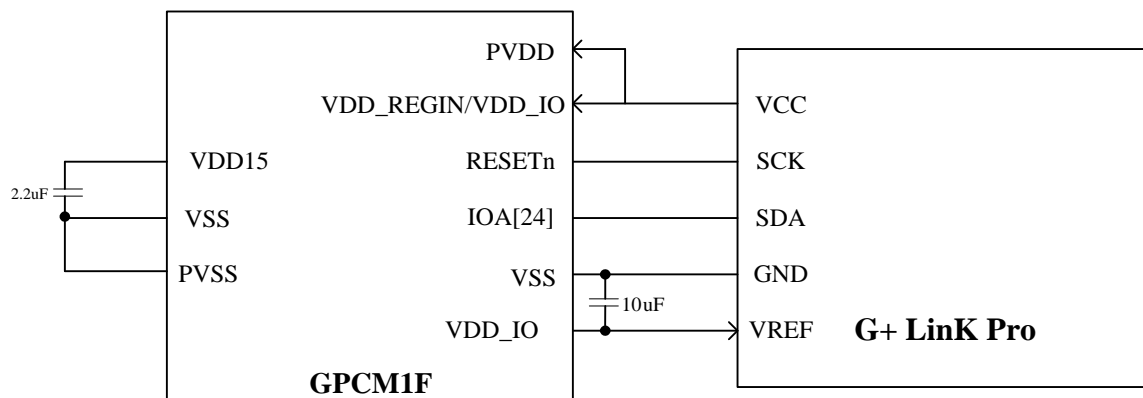 PVDD
VDD_REGIN/VDD_IO
VCC
VDD15
RESETn
SCK
2.2uF
VSS
IOA[24]
SDA
PVSS
VSS
GND
10uF
VDD_IO
VREF
G+ LinK Pro
GPCM1F